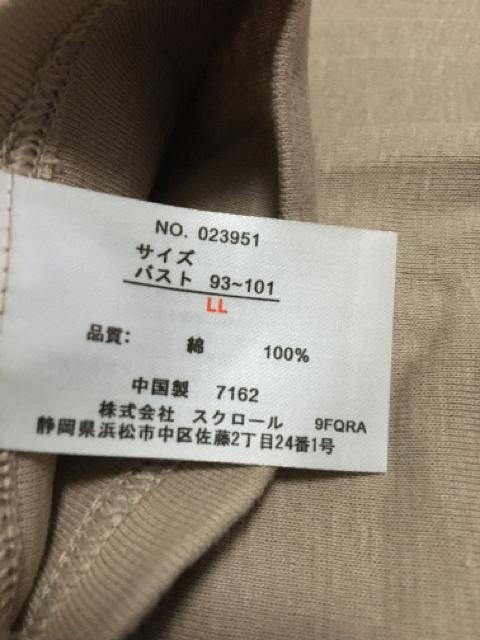 NO. 023951
サイズ
バスト 93~101
LL
品質: 綿 100%
中国製 7162
株式会社 スクロール 9FQRA
静岡県浜松市中区佐藤2丁目24番1号